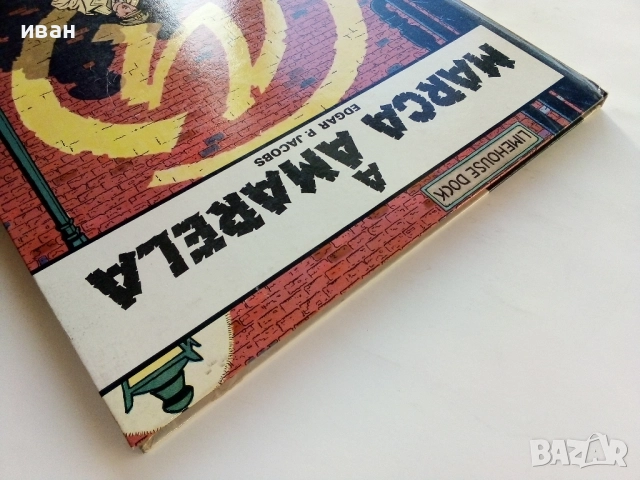 иван
A MARCA
AMARELA
EDGAR P. JACOBS
LIMEHOUSE DOCK
BAZAR